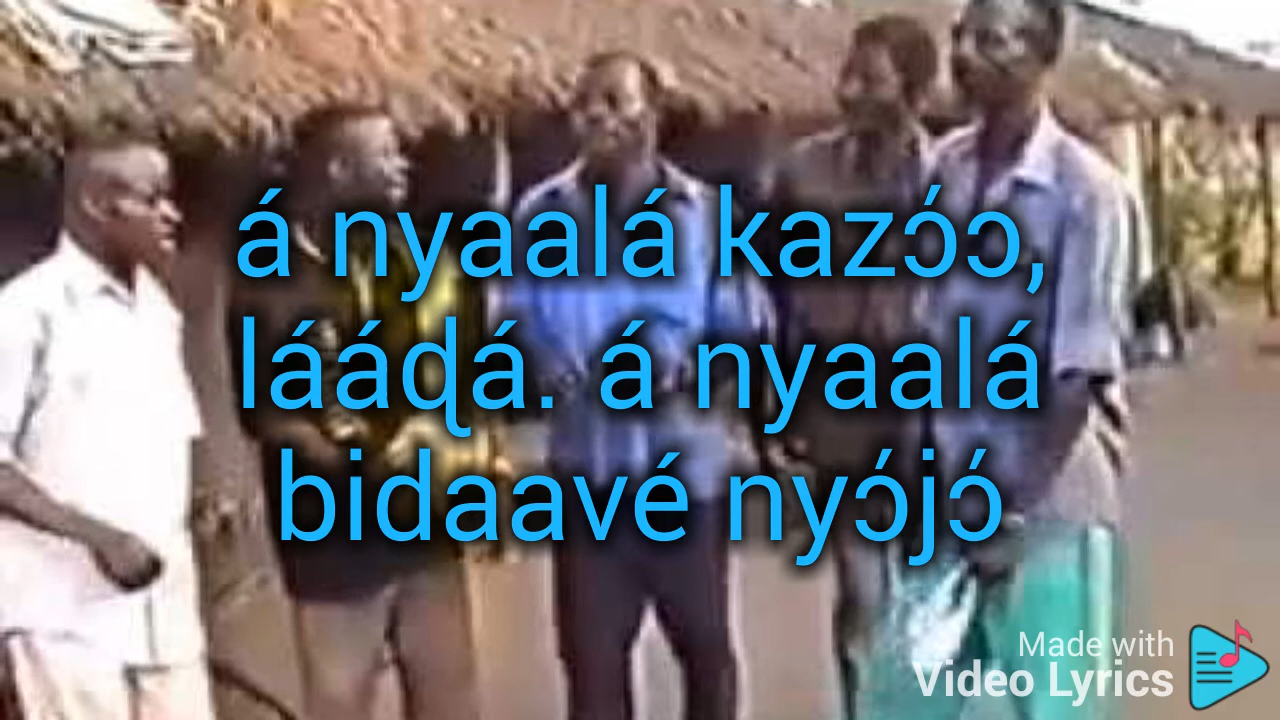 á nyaalá kazɔ́ɔ,
lááɖá. á nyaalá
bidaavé nyɔ́jɔ́
Made with
Video Lyrics